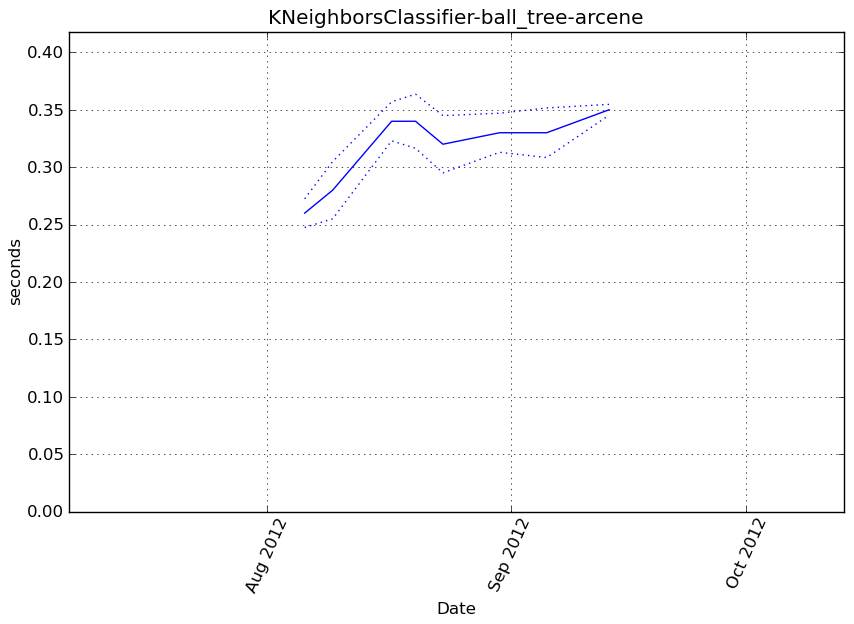 KNeighborsClassifier-ball_tree-arcene
0.40
0.35
0.30
0.25
0.20
0.15
0.10
0.05
0.00
seconds
Aug 2012
Sep 2012
Oct 2012
Date